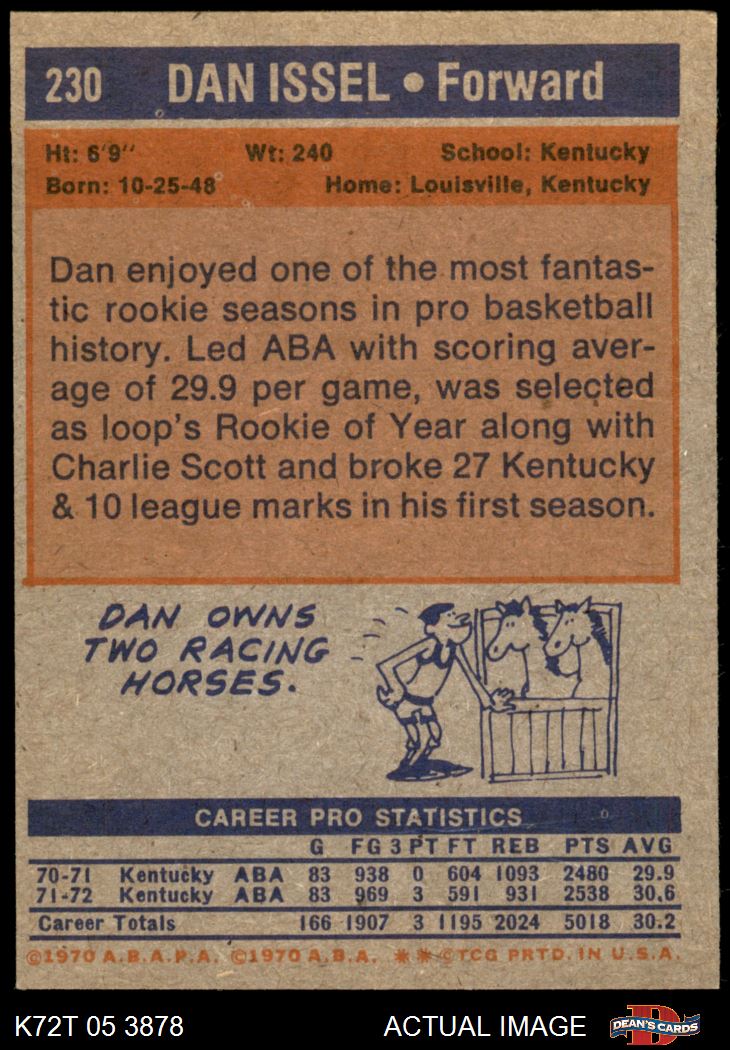 230 DAN ISSEL • Forward
Ht: 6'9" Wt: 240 School: Kentucky
Born: 10-25-48 Home: Louisville, Kentucky
Dan enjoyed one of the most fantas-
tic rookie seasons in pro basketball
history. Led ABA with scoring aver-
age of 29.9 per game, was selected
as loop's Rookie of Year along with
Charlie Scott and broke 27 Kentucky
& 10 league marks in his first season.
DAN OWNS
TWO RACING
HORSES.
CAREER PRO STATISTICS
G FG 3 PT FT REB PTS AVG
70-71 Kentucky ABA 83 938 0 604 1093 2480 29.9
71-72 Kentucky ABA 83 969 3 591 931 2538 30.6
Career Totals 166 1907 3 1195 2024 5018 30.2
©1970 A.B.A.P.A. ©1970 A.B.A. ** ©TCG PRTD. IN U.S.A.
K72T 05 3878 ACTUAL IMAGE D DEAN'S CARDS